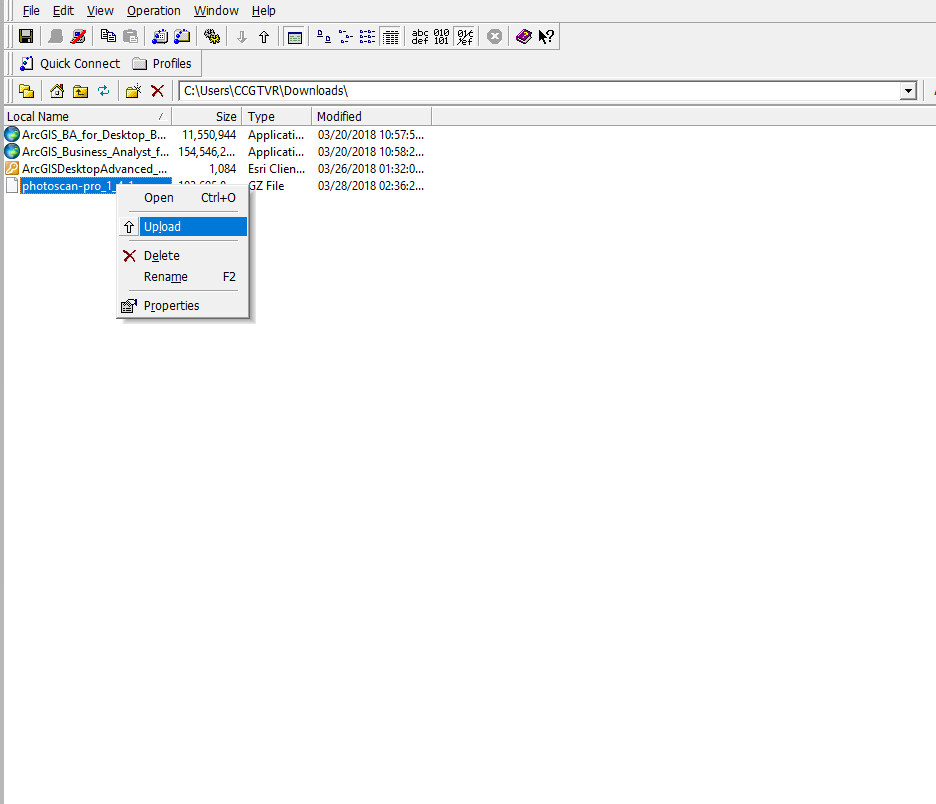 File Edit View Operation Window Help
abc def 010 101
Quick Connect Profiles
C:\Users\CCGTVR\Downloads\
Local Name Size Type Modified
ArcGIS_BA_for_Desktop_B... 11,550,944 Applicati... 03/20/2018 10:57:5...
ArcGIS_Business_Analyst_f... 154,546,2... Applicati... 03/20/2018 10:58:2...
ArcGISDesktopAdvanced_... 1,084 Esri Clien... 03/26/2018 01:32:0...
photoscan-pro_1_ GZ File 03/28/2018 02:36:2...
Open Ctrl+O
Upload
Delete
Rename F2
Properties